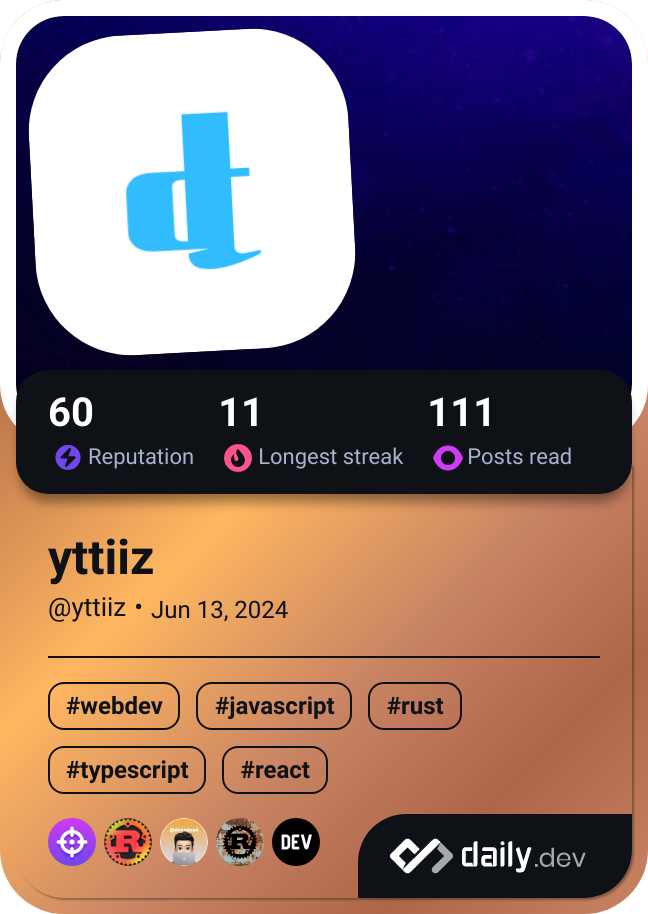 d
60 11 111
Reputation Longest streak Posts read
yttiiz
@yttiiz • Jun 13, 2024
#webdev #javascript #rust
#typescript #react
R R DEV
daily.dev